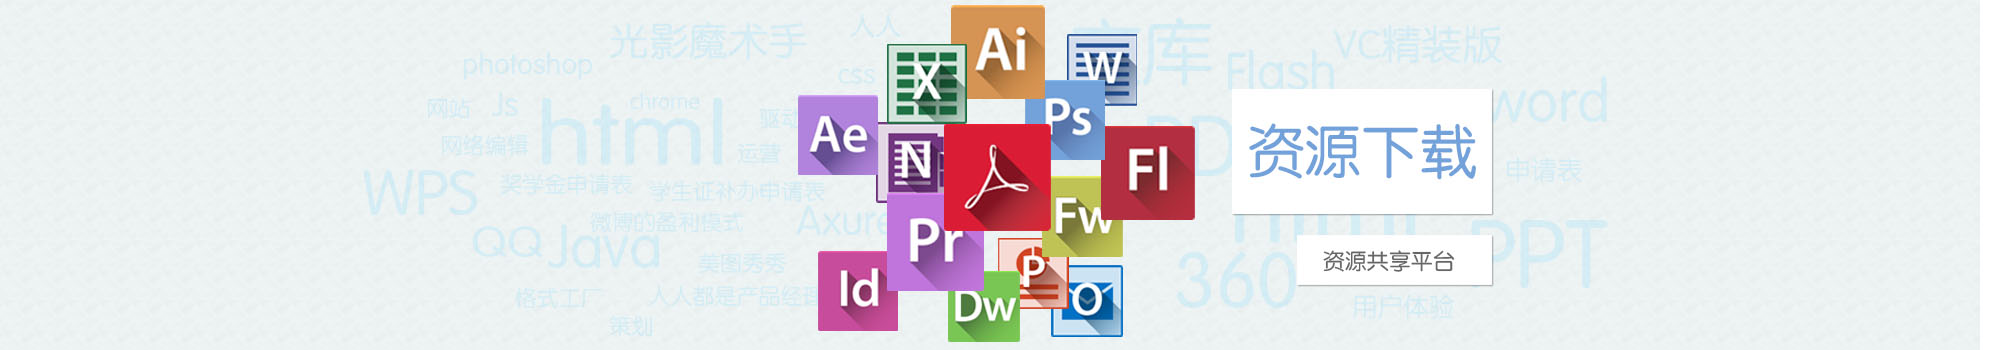 光影魔术手
人人
库
VC精装版
photoshop
css
Flash
网站
Js
chrome
驱动
word
html
网络编辑
运营
WPS
奖学金申请表
学生证补办申请表
申请表
微博的盈利模式
Axure
QQ
Java
美图秀秀
360
PPT
格式工厂
人人都是产品经理
用户体验
策划
Ai
X
W
Ae
Ps
N
Fl
Pr
Fw
Id
P
Dw
O
资源下载
资源共享平台